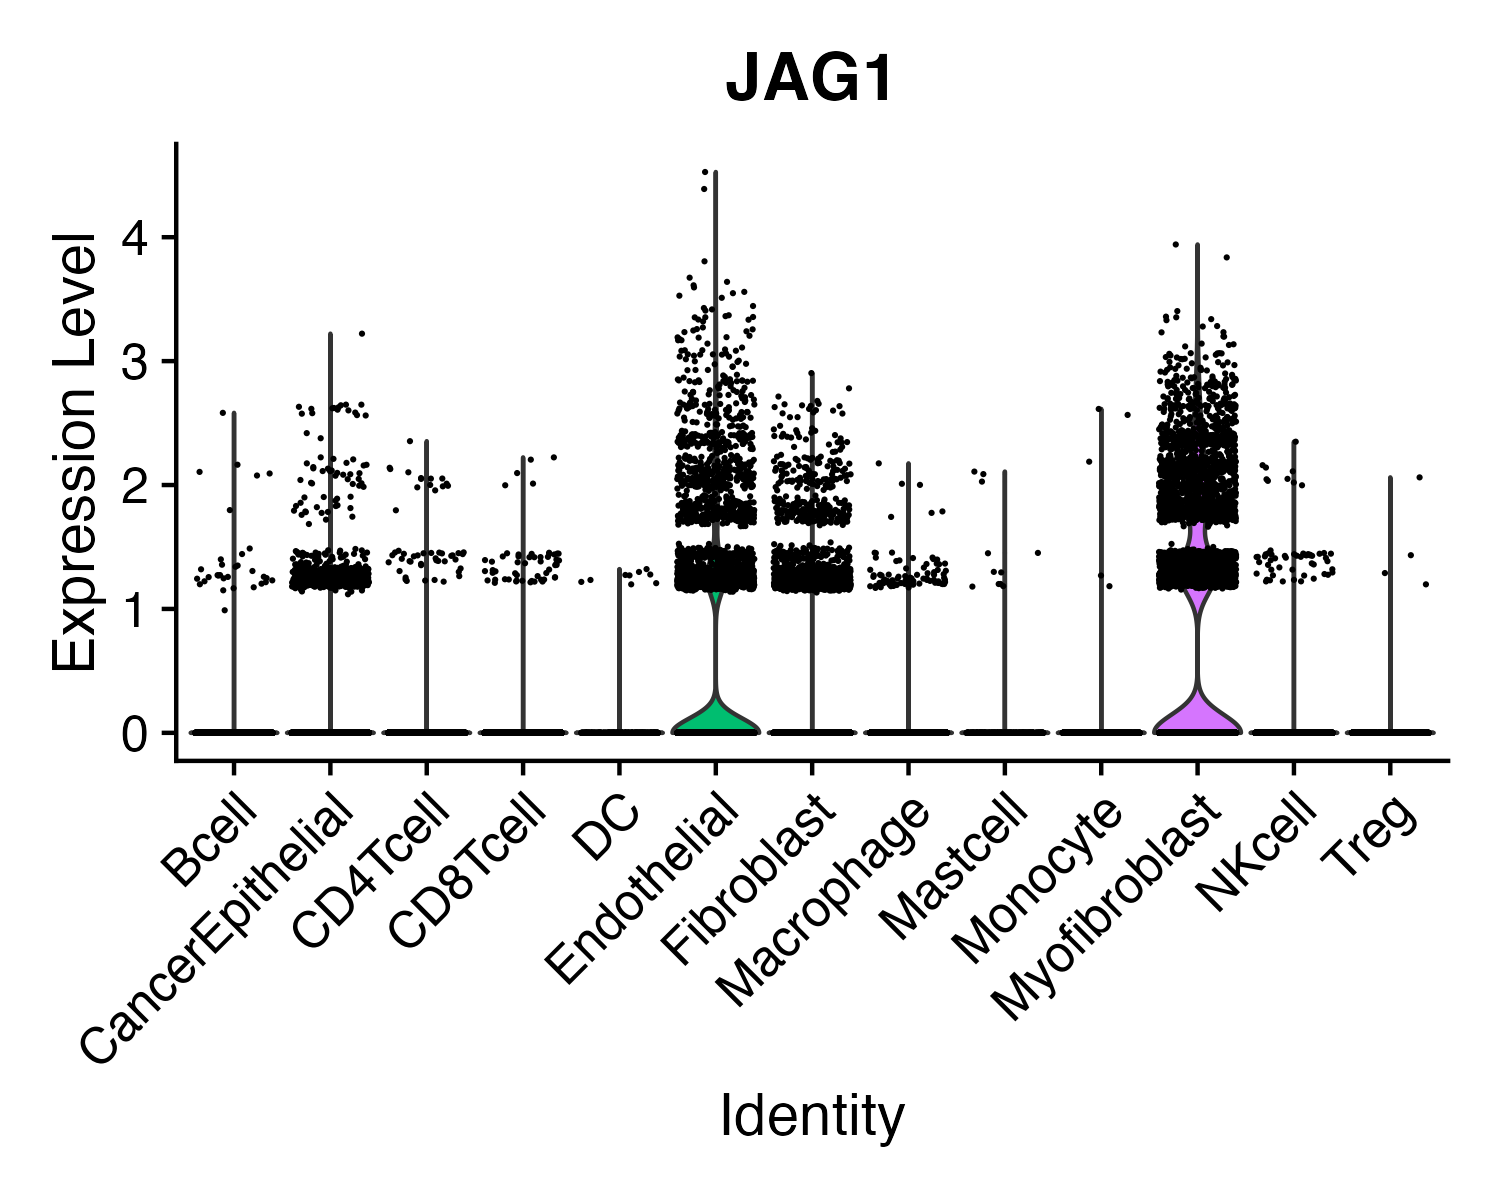 JAG1
Expression Level
4
3
2
1
0
Bcell
CancerEpithelial
CD4Tcell
CD8Tcell
DC
Endothelial
Fibroblast
Macrophage
Mastcell
Monocyte
Myofibroblast
NKcell
Treg
Identity